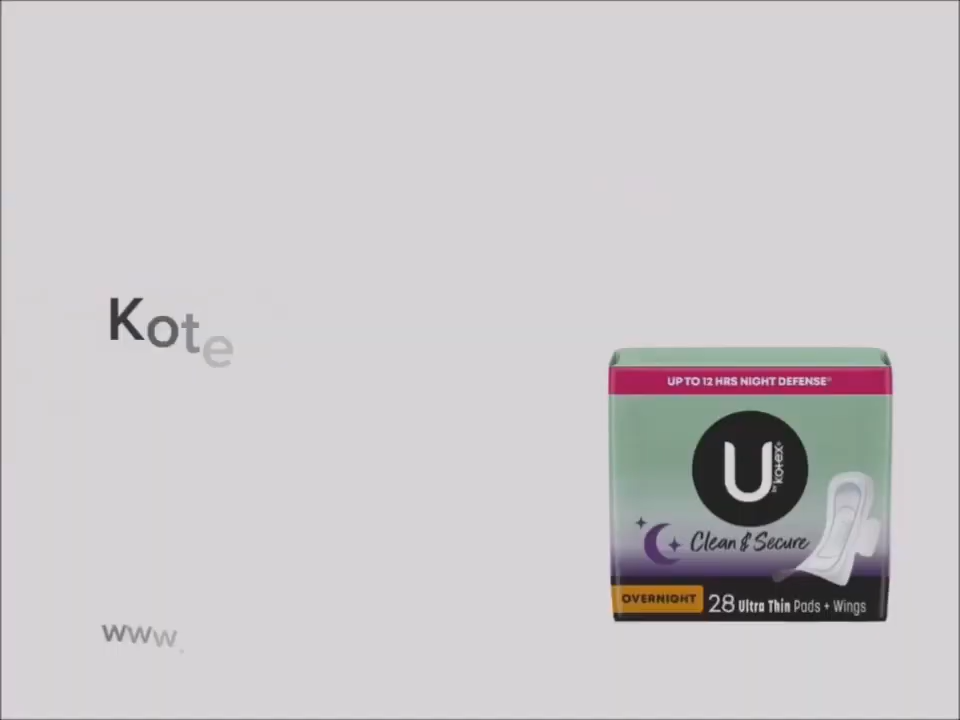 Kote
www.
UP TO 12 HRS NIGHT DEFENSE*
U
by kotex
Clean & Secure
OVERNIGHT 28 Ultra Thin Pads + Wings